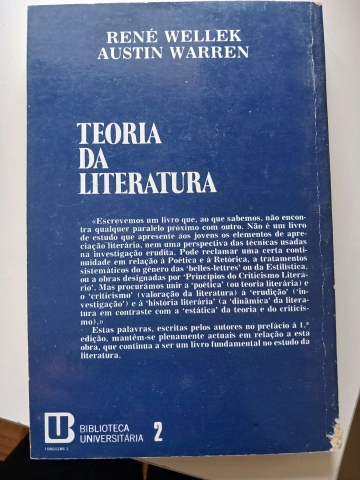 RENÉ WELLEK
AUSTIN WARREN
TEORIA
DA
LITERATURA
«Escrevemos um livro que, ao que sabemos, não encon-
tra qualquer paralelo próximo com outro. Não é um livro
de estudo que apresente aos jovens os elementos de apre-
ciação literária, nem uma perspectiva das técnicas usadas
na investigação erudita. Pode reclamar uma certa conti-
nuidade em relação à Poética e à Retórica, a tratamentos
sistemáticos do género das 'belles-lettres' ou da Estilística,
ou a obras designadas por 'Princípios do Criticismo Literá-
rio'. Mas procurámos unir a 'poética' (ou teoria literária) e
o 'criticismo' (valoração da literatura) à 'erudição' ('in-
vestigação') e à 'história literária' (a 'dinâmica' da litera-
tura em contraste com a 'estática' da teoria e do criticis-
mo).»
Estas palavras, escritas pelos autores no prefácio à 1.ª
edição, mantêm-se plenamente actuais em relação a esta
obra, que continua a ser um livro fundamental no estudo da
literatura.
BIBLIOTECA
UNIVERSITÁRIA 2